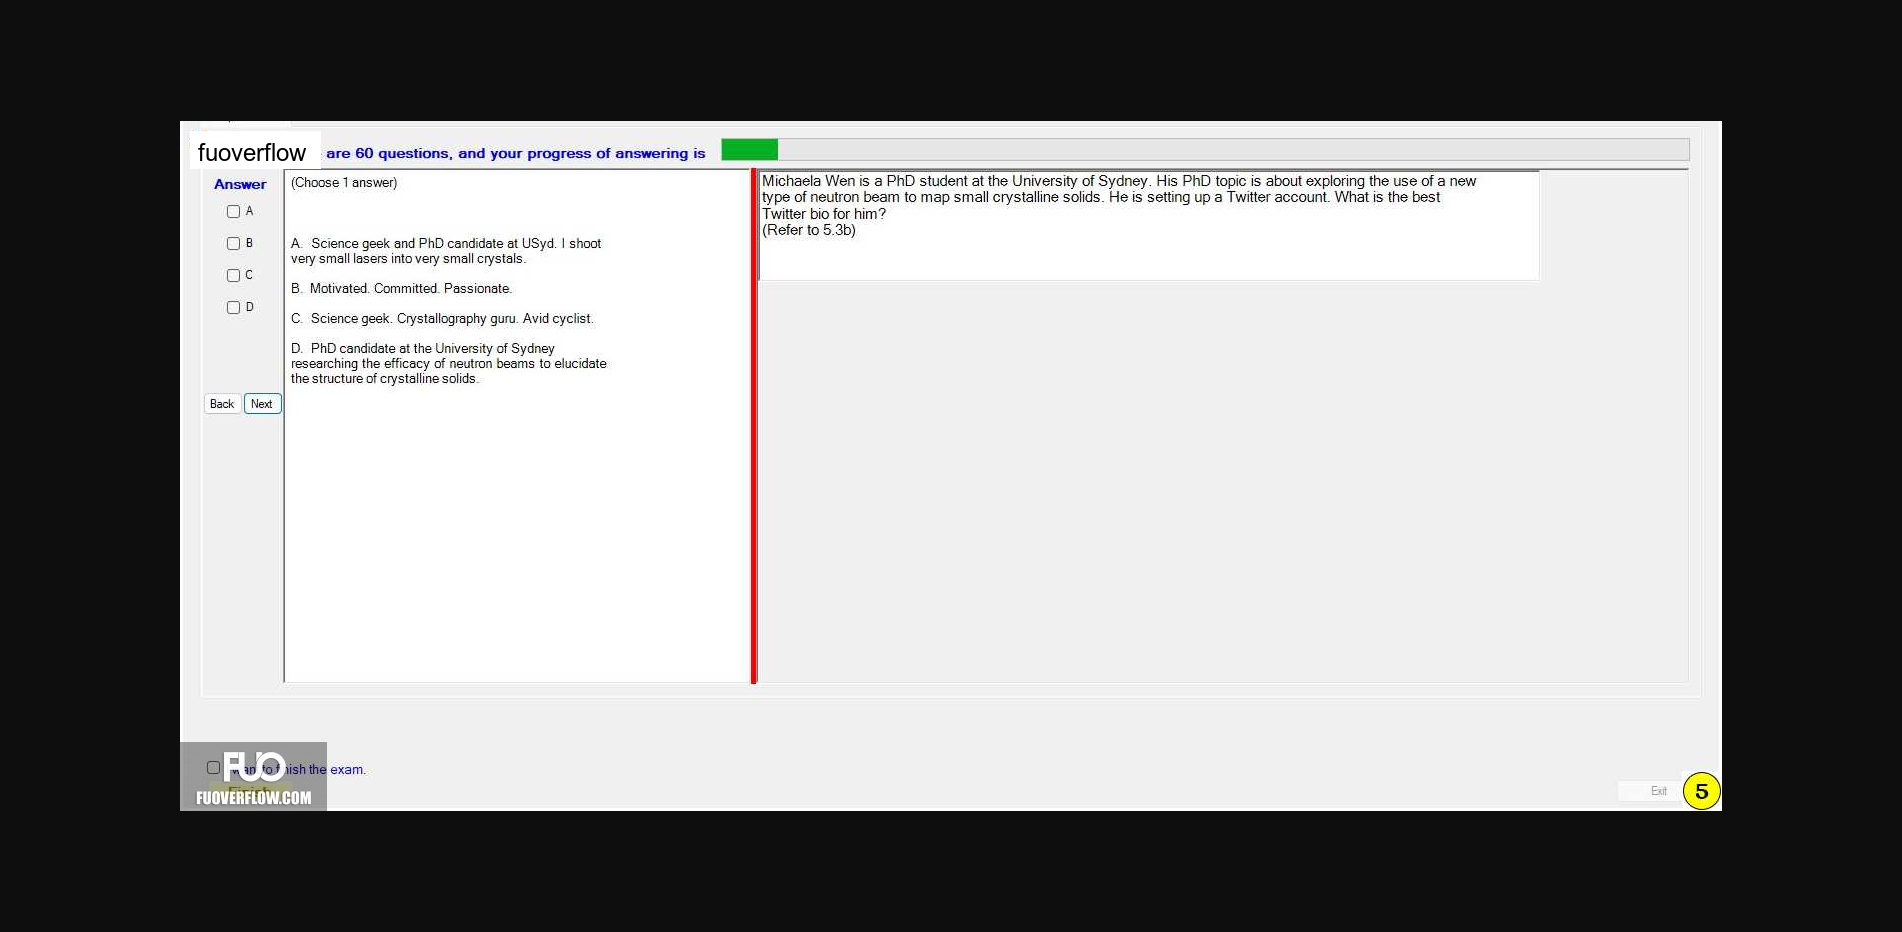 fuoverflow are 60 questions, and your progress of answering is
Answer
A
B
C
D
Back Next
(Choose 1 answer)
A. Science geek and PhD candidate at USyd. I shoot
very small lasers into very small crystals.
B. Motivated. Committed. Passionate.
C. Science geek. Crystallography guru. Avid cyclist.
D. PhD candidate at the University of Sydney
researching the efficacy of neutron beams to elucidate
the structure of crystalline solids.
Michaela Wen is a PhD student at the University of Sydney. His PhD topic is about exploring the use of a new
type of neutron beam to map small crystalline solids. He is setting up a Twitter account. What is the best
Twitter bio for him?
(Refer to 5.3b)
FUO
want to finish the exam.
Finish
FUOVERFLOW.COM
Exit
5